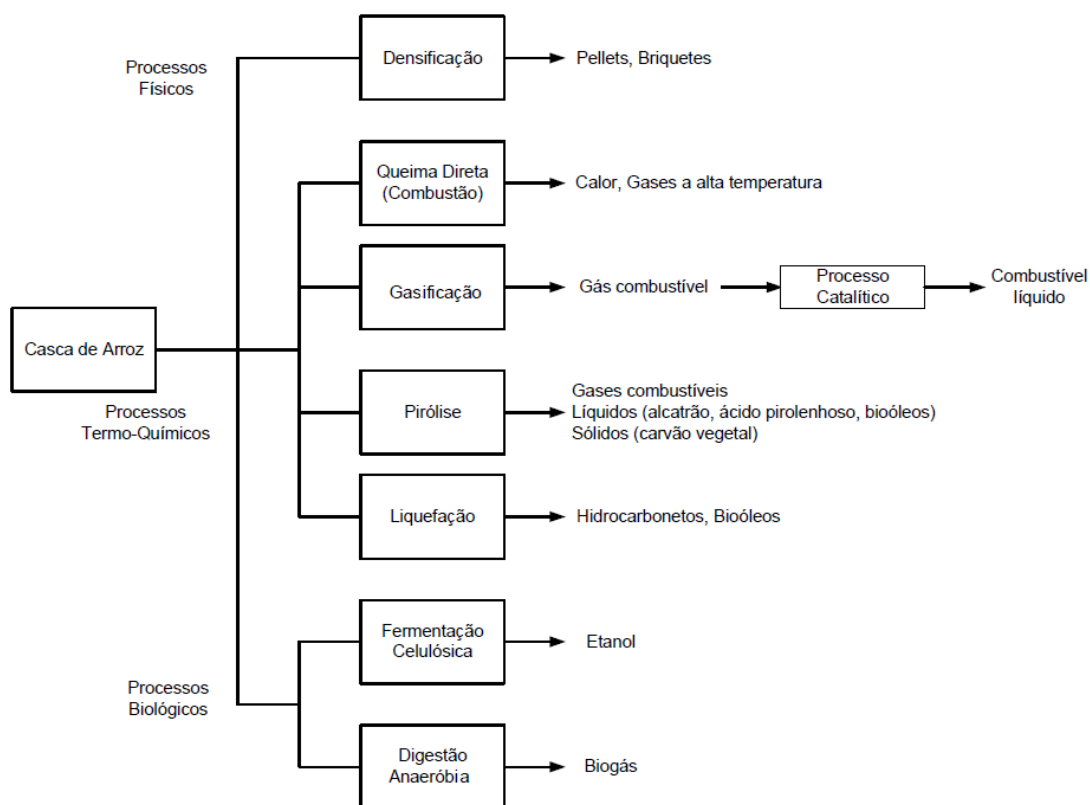 Densificação
Pellets, Briquetes
Processos
Físicos
Queima Direta
(Combustão)
Calor, Gases a alta temperatura
Gasificação
Gás combustível
Processo
Catalítico
Combustível
líquido
Casca de Arroz
Processos
Termo-Químicos
Pirólise
Gases combustíveis
Líquidos (alcatrão, ácido pirolenhoso, bioóleos)
Sólidos (carvão vegetal)
Liquefação
Hidrocarbonetos, Bioóleos
Fermentação
Celulósica
Etanol
Processos
Biológicos
Digestão
Anaeróbia
Biogás